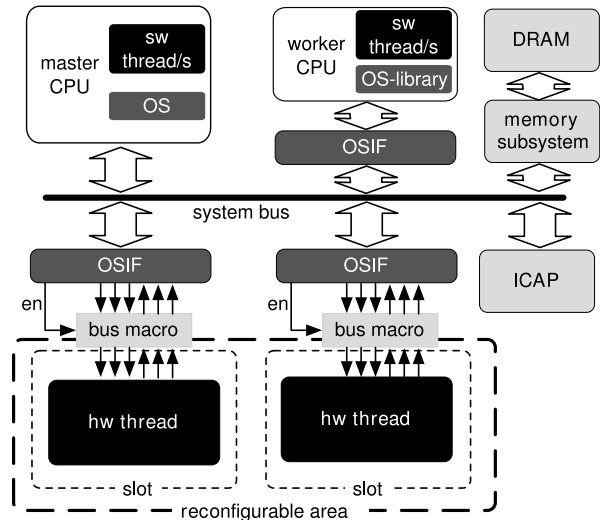 master
CPU
sw
thread/s
OS
worker
CPU
sw
thread/s
OS-library
DRAM
OSIF
memory
subsystem
system bus
OSIF
OSIF
ICAP
en
bus macro
en
bus macro
hw thread
hw thread
slot
slot
reconfigurable area